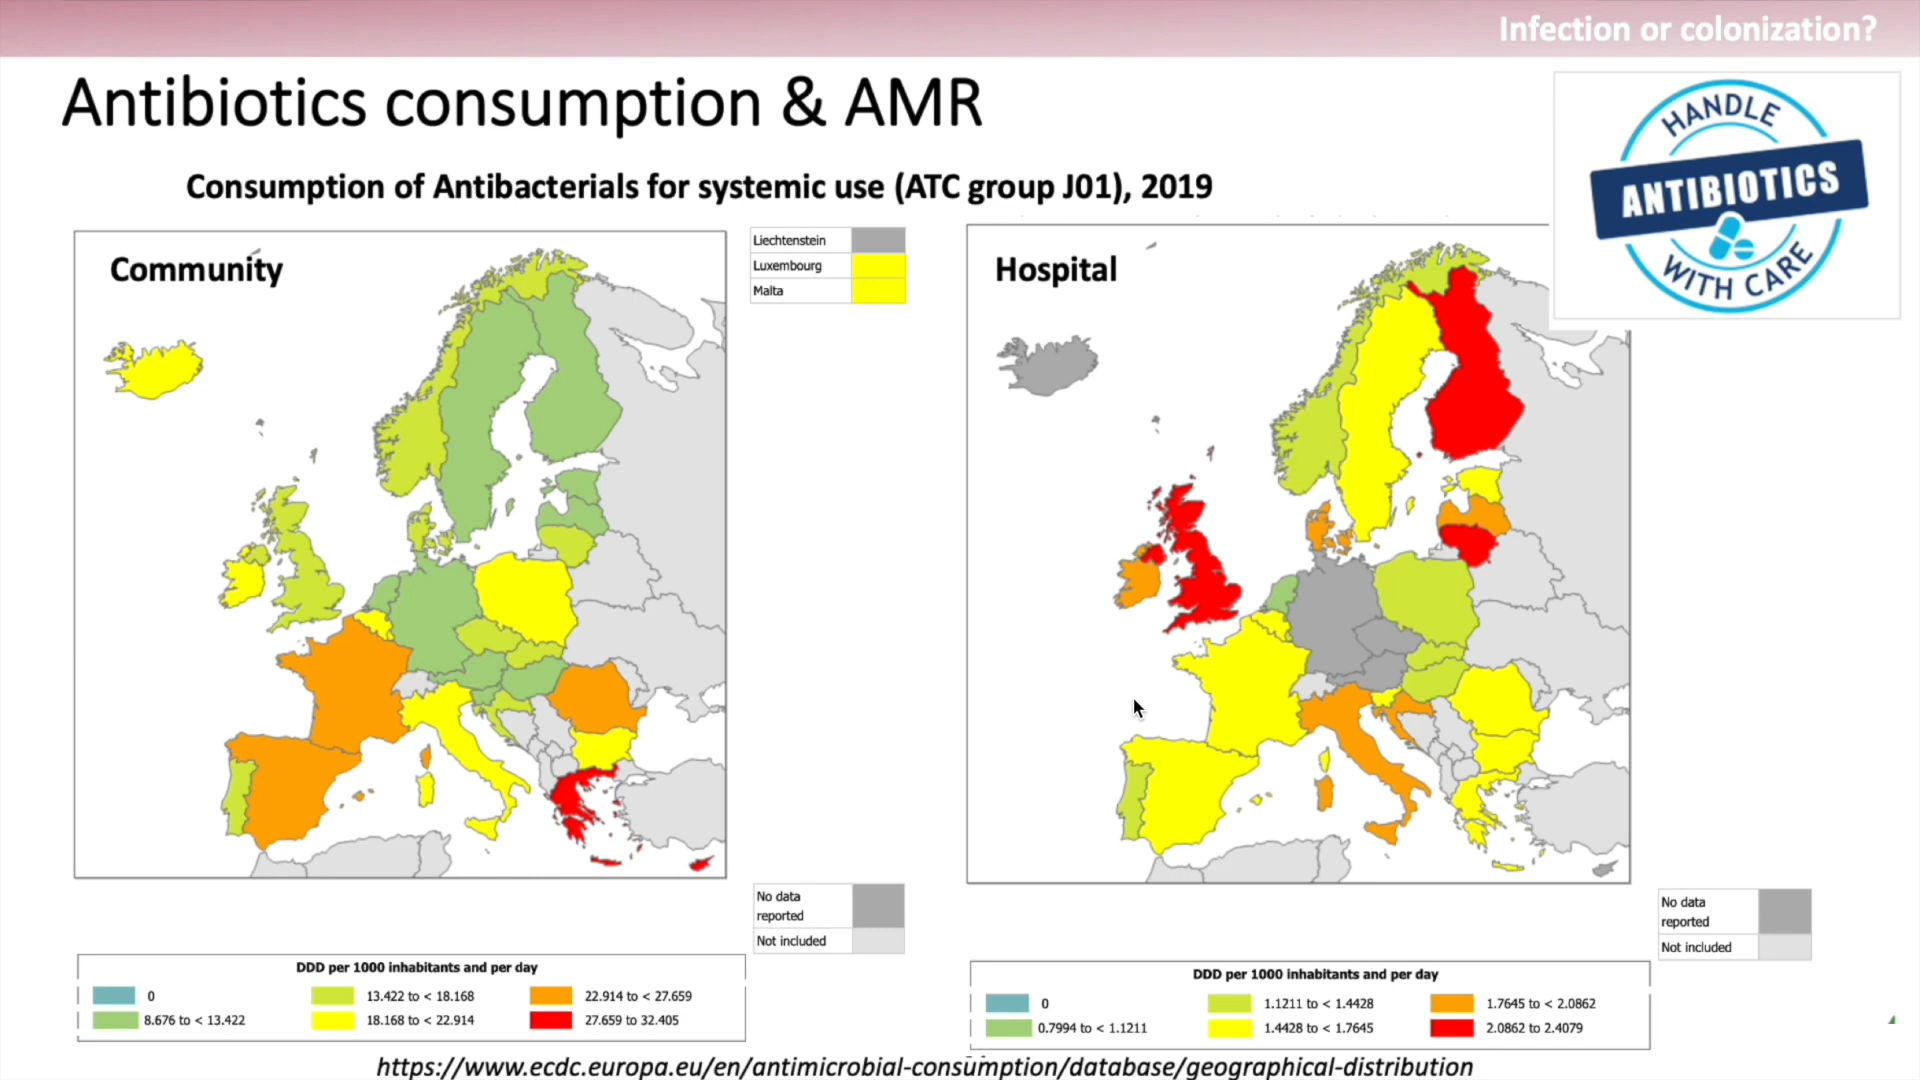 Infection or colonization?
Antibiotics consumption & AMR
HANDLE
ANTIBIOTICS
WITH CARE
Consumption of Antibacterials for systemic use (ATC group J01), 2019
Community
Liechtenstein
Luxembourg
Malta
Hospital
No data
reported
Not included
No data
reported
Not included
DDD per 1000 inhabitants and per day
0
13.422 to < 18.168
22.914 to < 27.659
8.676 to < 13.422
18.168 to < 22.914
27.659 to 32.405
DDD per 1000 inhabitants and per day
0
1.1211 to < 1.4428
1.7645 to < 2.0862
0.7994 to < 1.1211
1.4428 to < 1.7645
2.0862 to 2.4079
https://www.ecdc.europa.eu/en/antimicrobial-consumption/database/geographical-distribution